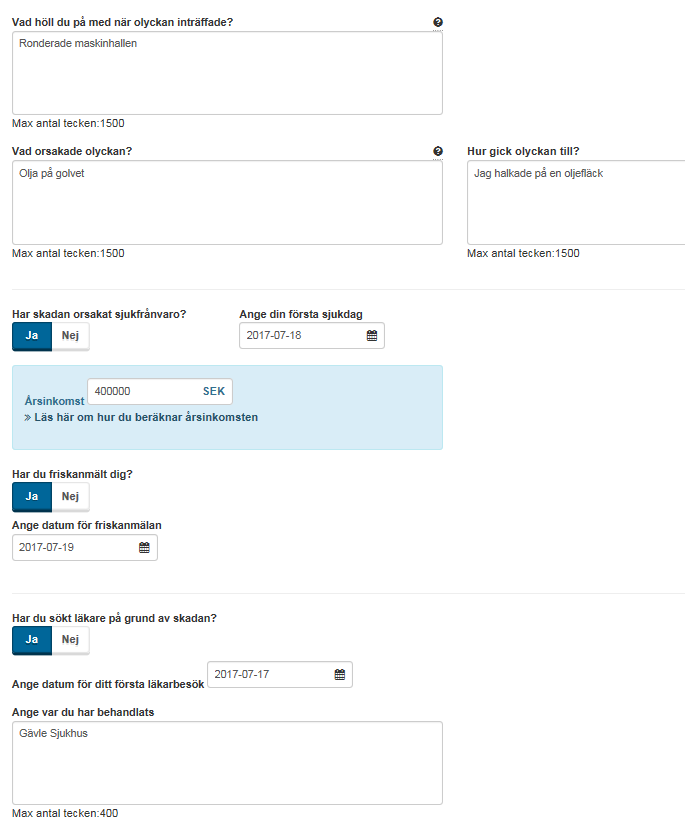 Vad höll du på med när olyckan inträffade?
Ronderade maskinhallen
Max antal tecken:1500
Vad orsakade olyckan?
Olja på golvet
Max antal tecken:1500
Hur gick olyckan till?
Jag halkade på en oljefläck
Max antal tecken:1500
Har skadan orsakat sjukfrånvaro?
Ja Nej
Ange din första sjukdag
2017-07-18
Årsinkomst 400000 SEK
» Läs här om hur du beräknar årsinkomsten
Har du friskanmält dig?
Ja Nej
Ange datum för friskanmälan
2017-07-19
Har du sökt läkare på grund av skadan?
Ja Nej
Ange datum för ditt första läkarbesök 2017-07-17
Ange var du har behandlats
Gävle Sjukhus
Max antal tecken:400